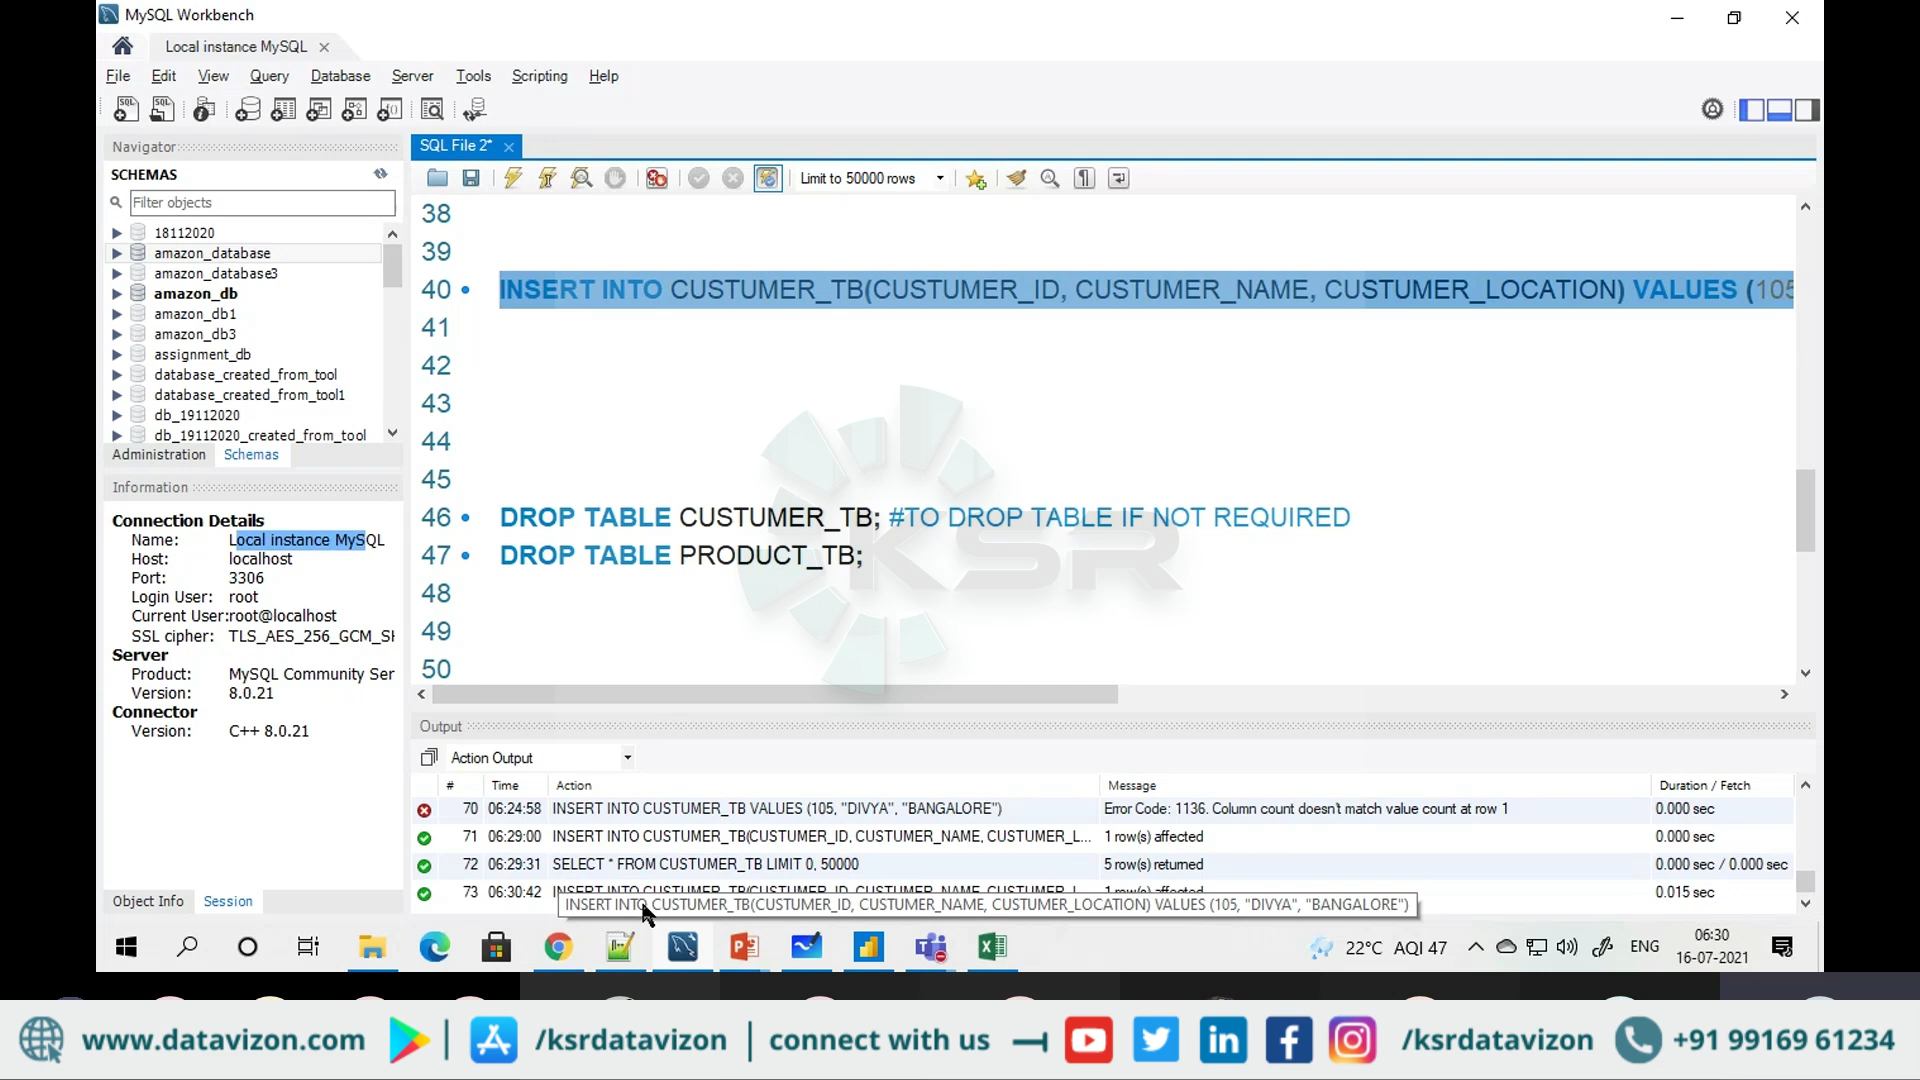 MySQL Workbench
Local instance MySQL
File Edit View Query Database Server Tools Scripting Help
Navigator
SCHEMAS
Filter objects
18112020
amazon_database
amazon_database3
amazon_db
amazon_db1
amazon_db3
assignment_db
database_created_from_tool
database_created_from_tool1
db_19112020
db_19112020_created_from_tool
Administration Schemas
Information
Connection Details
Name: Local instance MySQL
Host: localhost
Port: 3306
Login User: root
Current User: root@localhost
SSL cipher: TLS_AES_256_GCM_SH
Server
Product: MySQL Community Ser
Version: 8.0.21
Connector
Version: C++ 8.0.21
Object Info Session
SQL File 2*
Limit to 50000 rows
38
39
40 INSERT INTO CUSTUMER_TB(CUSTUMER_ID, CUSTUMER_NAME, CUSTUMER_LOCATION) VALUES (105
41
42
43
44
45
46 DROP TABLE CUSTUMER_TB; #TO DROP TABLE IF NOT REQUIRED
47 DROP TABLE PRODUCT_TB;
48
49
50
KSR
Output
Action Output
# Time Action Message Duration / Fetch
70 06:24:58 INSERT INTO CUSTUMER_TB VALUES (105, "DIVYA", "BANGALORE") Error Code: 1136. Column count doesn't match value count at row 1 0.000 sec
71 06:29:00 INSERT INTO CUSTUMER_TB(CUSTUMER_ID, CUSTUMER_NAME, CUSTUMER_L... 1 row(s) affected 0.000 sec
72 06:29:31 SELECT * FROM CUSTUMER_TB LIMIT 0, 50000 5 row(s) returned 0.000 sec / 0.000 sec
73 06:30:42 INSERT INTO CUSTUMER_TB(CUSTUMER_ID, CUSTUMER_NAME, CUSTUMER_L... 1 row(s) affected 0.015 sec
INSERT INTO CUSTUMER_TB(CUSTUMER_ID, CUSTUMER_NAME, CUSTUMER_LOCATION) VALUES (105, "DIVYA", "BANGALORE")
22°C AQI 47 ENG
06:30
16-07-2021
www.datavizon.com | /ksrdatavizon | connect with us /ksrdatavizon +91 99169 61234